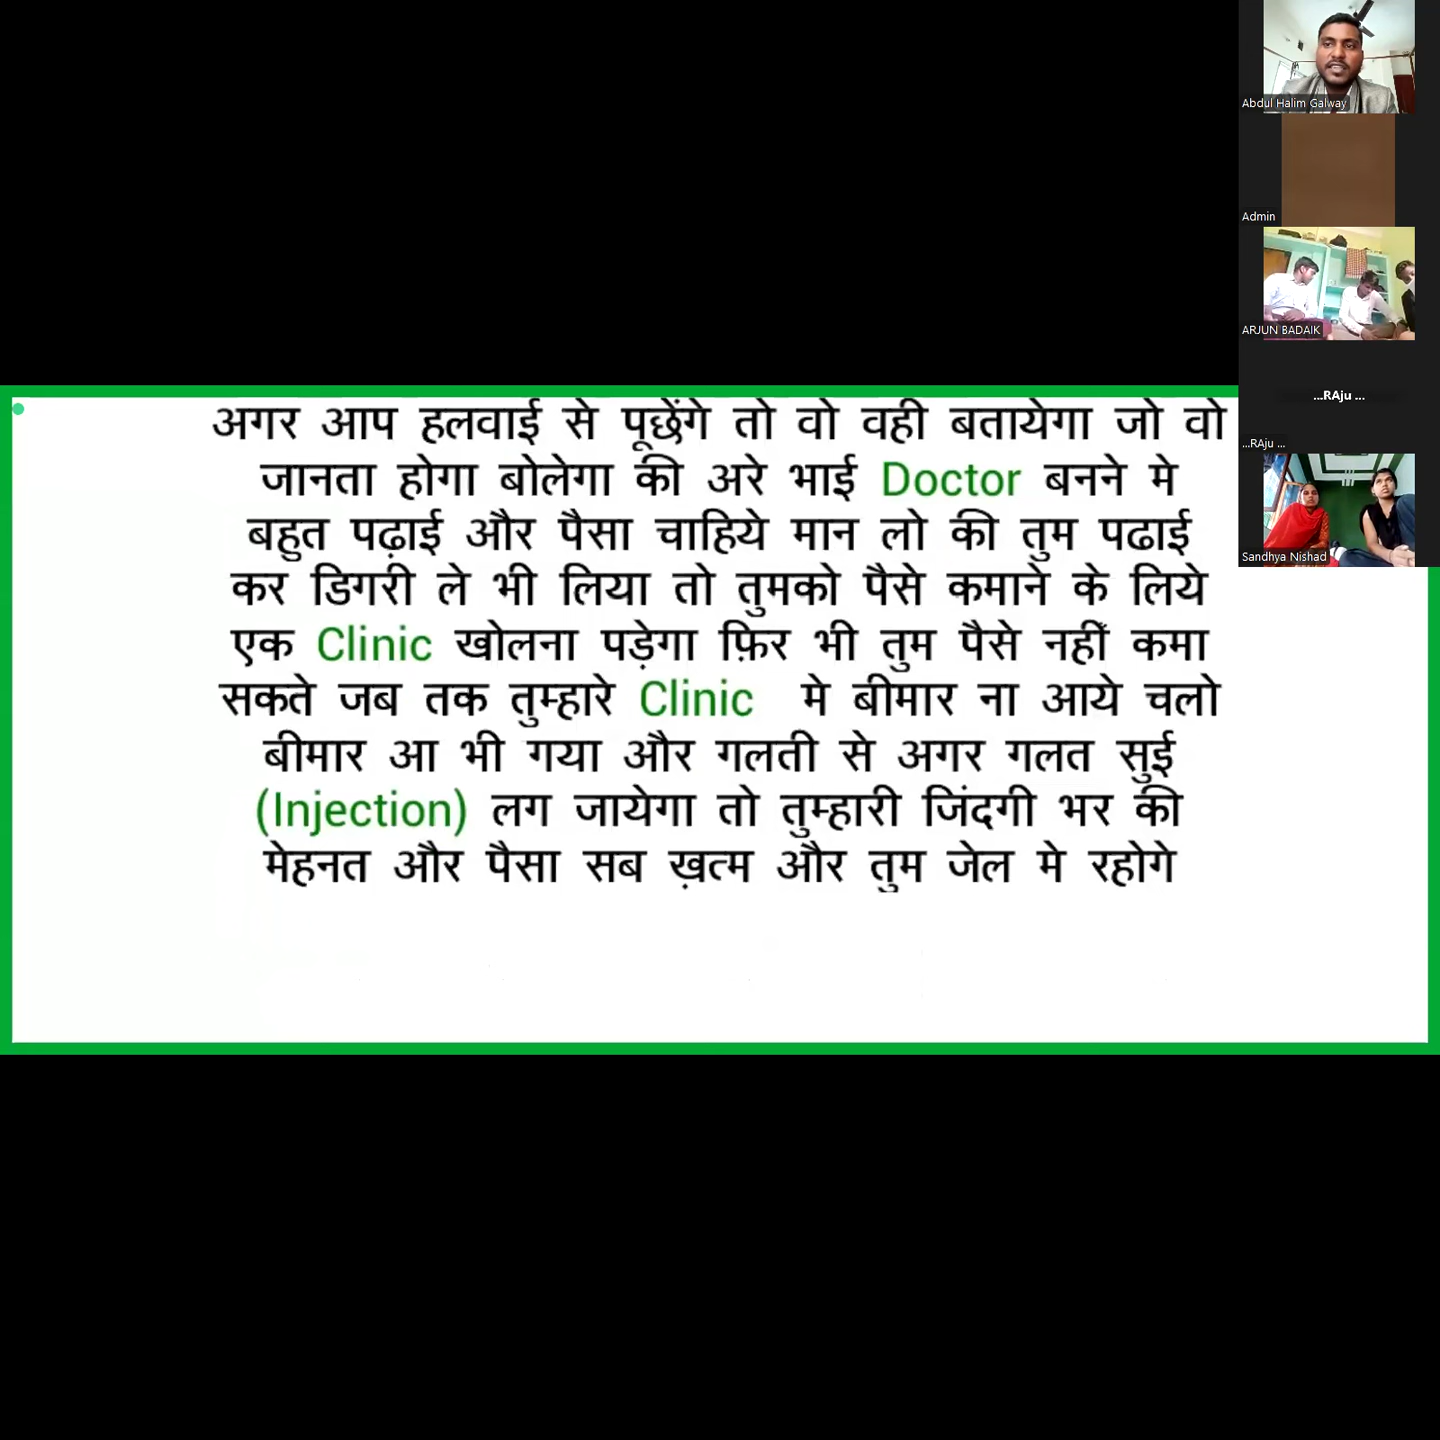 अगर आप हलवाई से पूछेंगे तो वो वही बतायेगा जो वो
जानता होगा बोलेगा की अरे भाई Doctor बनने मे
बहुत पढ़ाई और पैसा चाहिये मान लो की तुम पढाई
कर डिगरी ले भी लिया तो तुमको पैसे कमाने के लिये
एक Clinic खोलना पड़ेगा फ़िर भी तुम पैसे नहीं कमा
सकते जब तक तुम्हारे Clinic मे बीमार ना आये चलो
बीमार आ भी गया और गलती से अगर गलत सुई
(Injection) लग जायेगा तो तुम्हारी जिंदगी भर की
मेहनत और पैसा सब ख़त्म और तुम जेल मे रहोगे
Abdul Halim Galway
Admin
ARJUN BADAIK
...RAju ...
...RAju ...
Sandhya Nishad